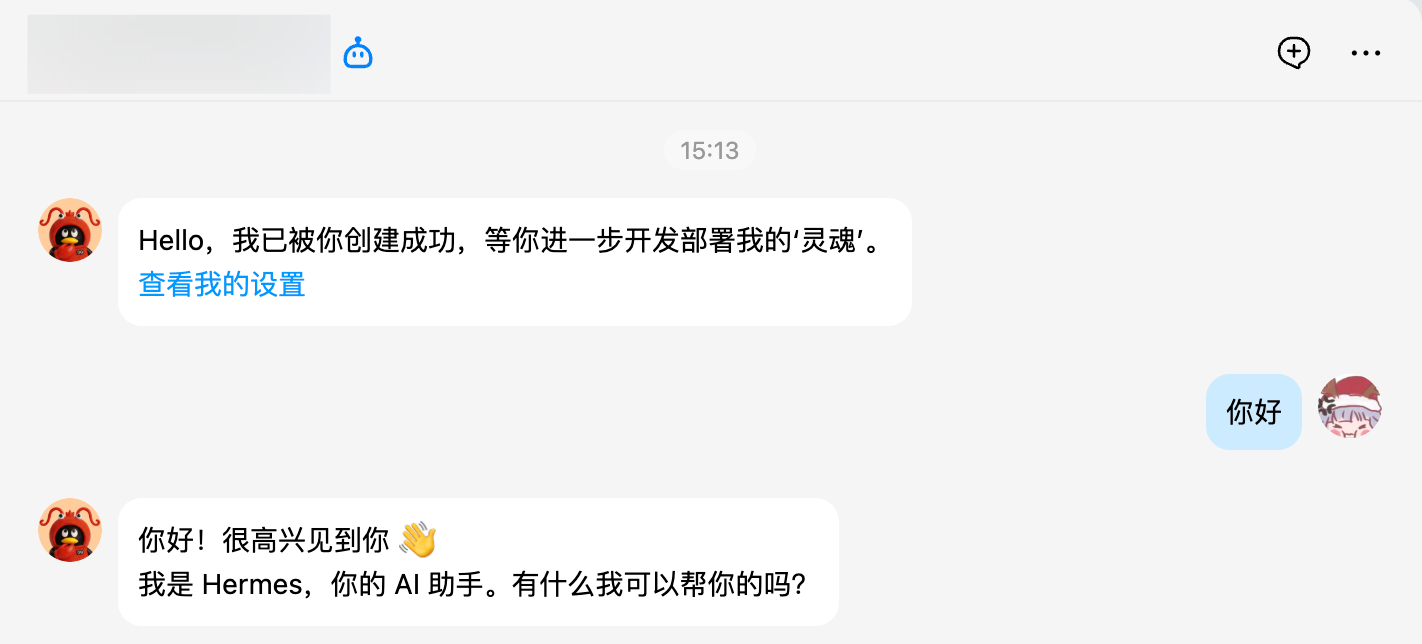 15:13
Hello，我已被你创建成功，等你进一步开发部署我的‘灵魂’。
查看我的设置
你好
你好！很高兴见到你 👋
我是 Hermes，你的 AI 助手。有什么我可以帮你的吗？